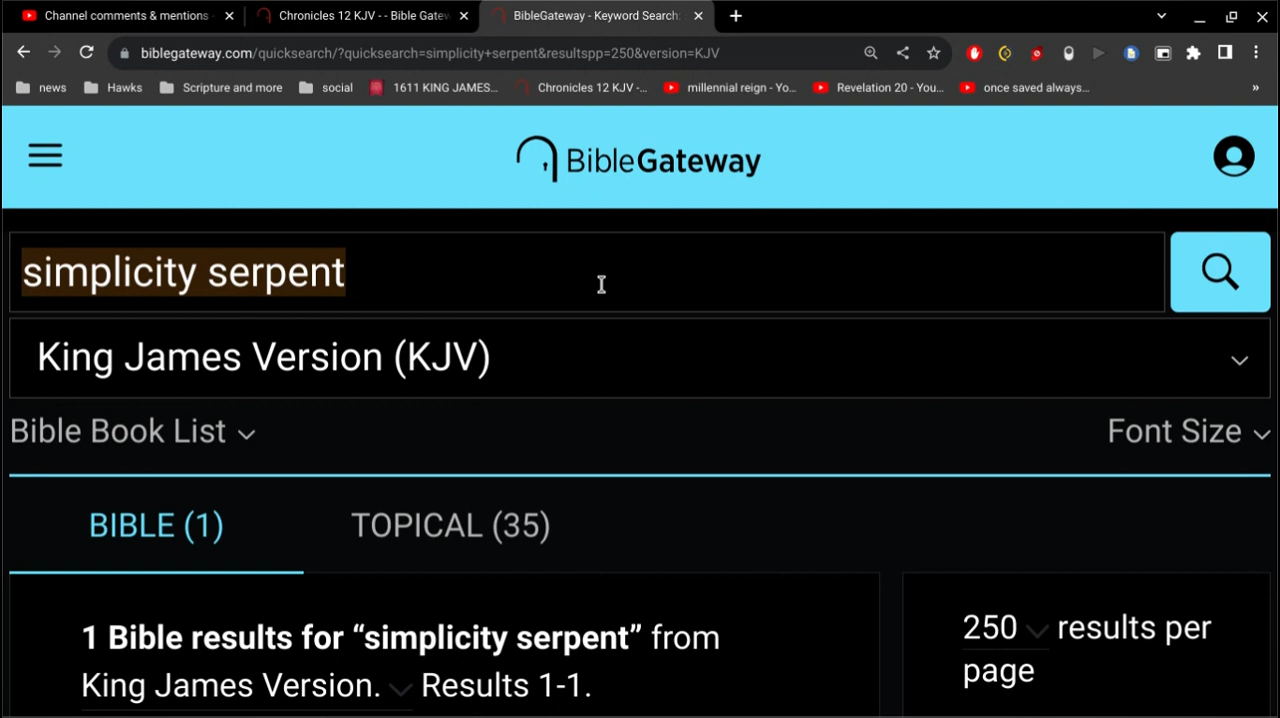 Channel comments & mentions
Chronicles 12 KJV - - Bible Gatew
BibleGateway - Keyword Search:
biblegateway.com/quicksearch/?quicksearch=simplicity+serpent&resultspp=250&version=KJV
news
Hawks
Scripture and more
social
1611 KING JAMES...
Chronicles 12 KJV -...
millennial reign - Yo...
Revelation 20 - You...
once saved always...
»
BibleGateway
simplicity serpent
King James Version (KJV)
Bible Book List
Font Size
BIBLE (1)
TOPICAL (35)
1 Bible results for “simplicity serpent” from
King James Version. Results 1-1.
250 results per
page